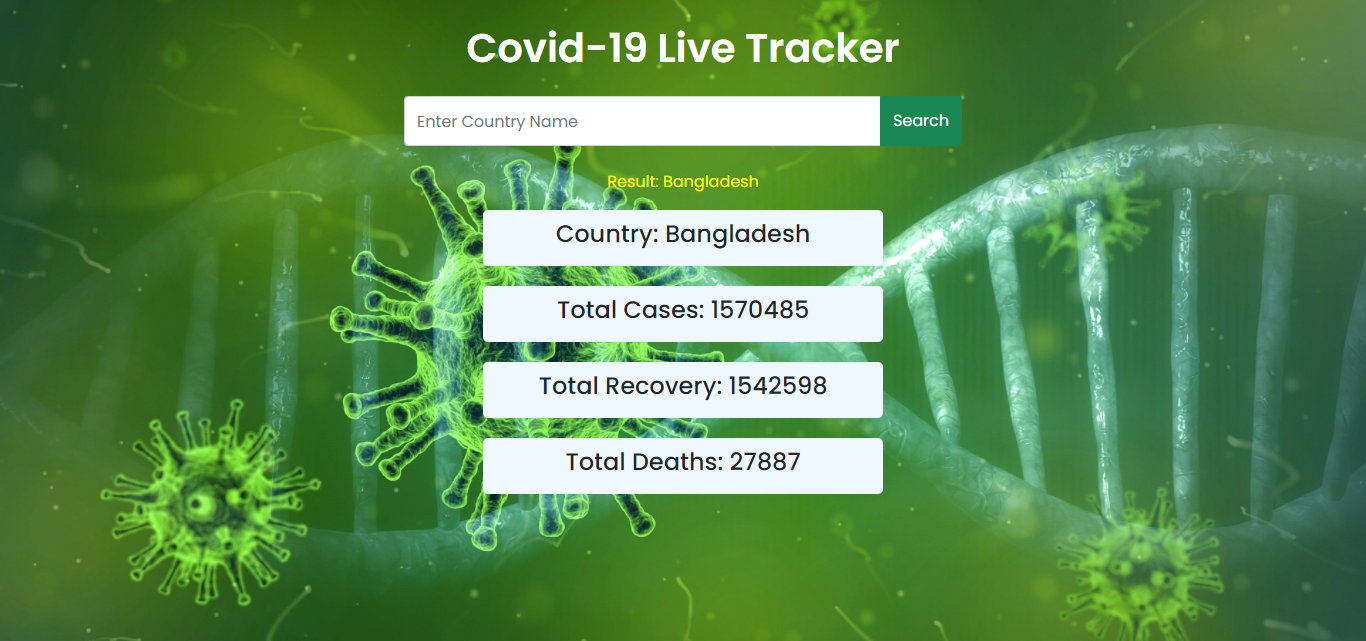 Covid-19 Live Tracker
Enter Country Name
Search
Result: Bangladesh
Country: Bangladesh
Total Cases: 1570485
Total Recovery: 1542598
Total Deaths: 27887